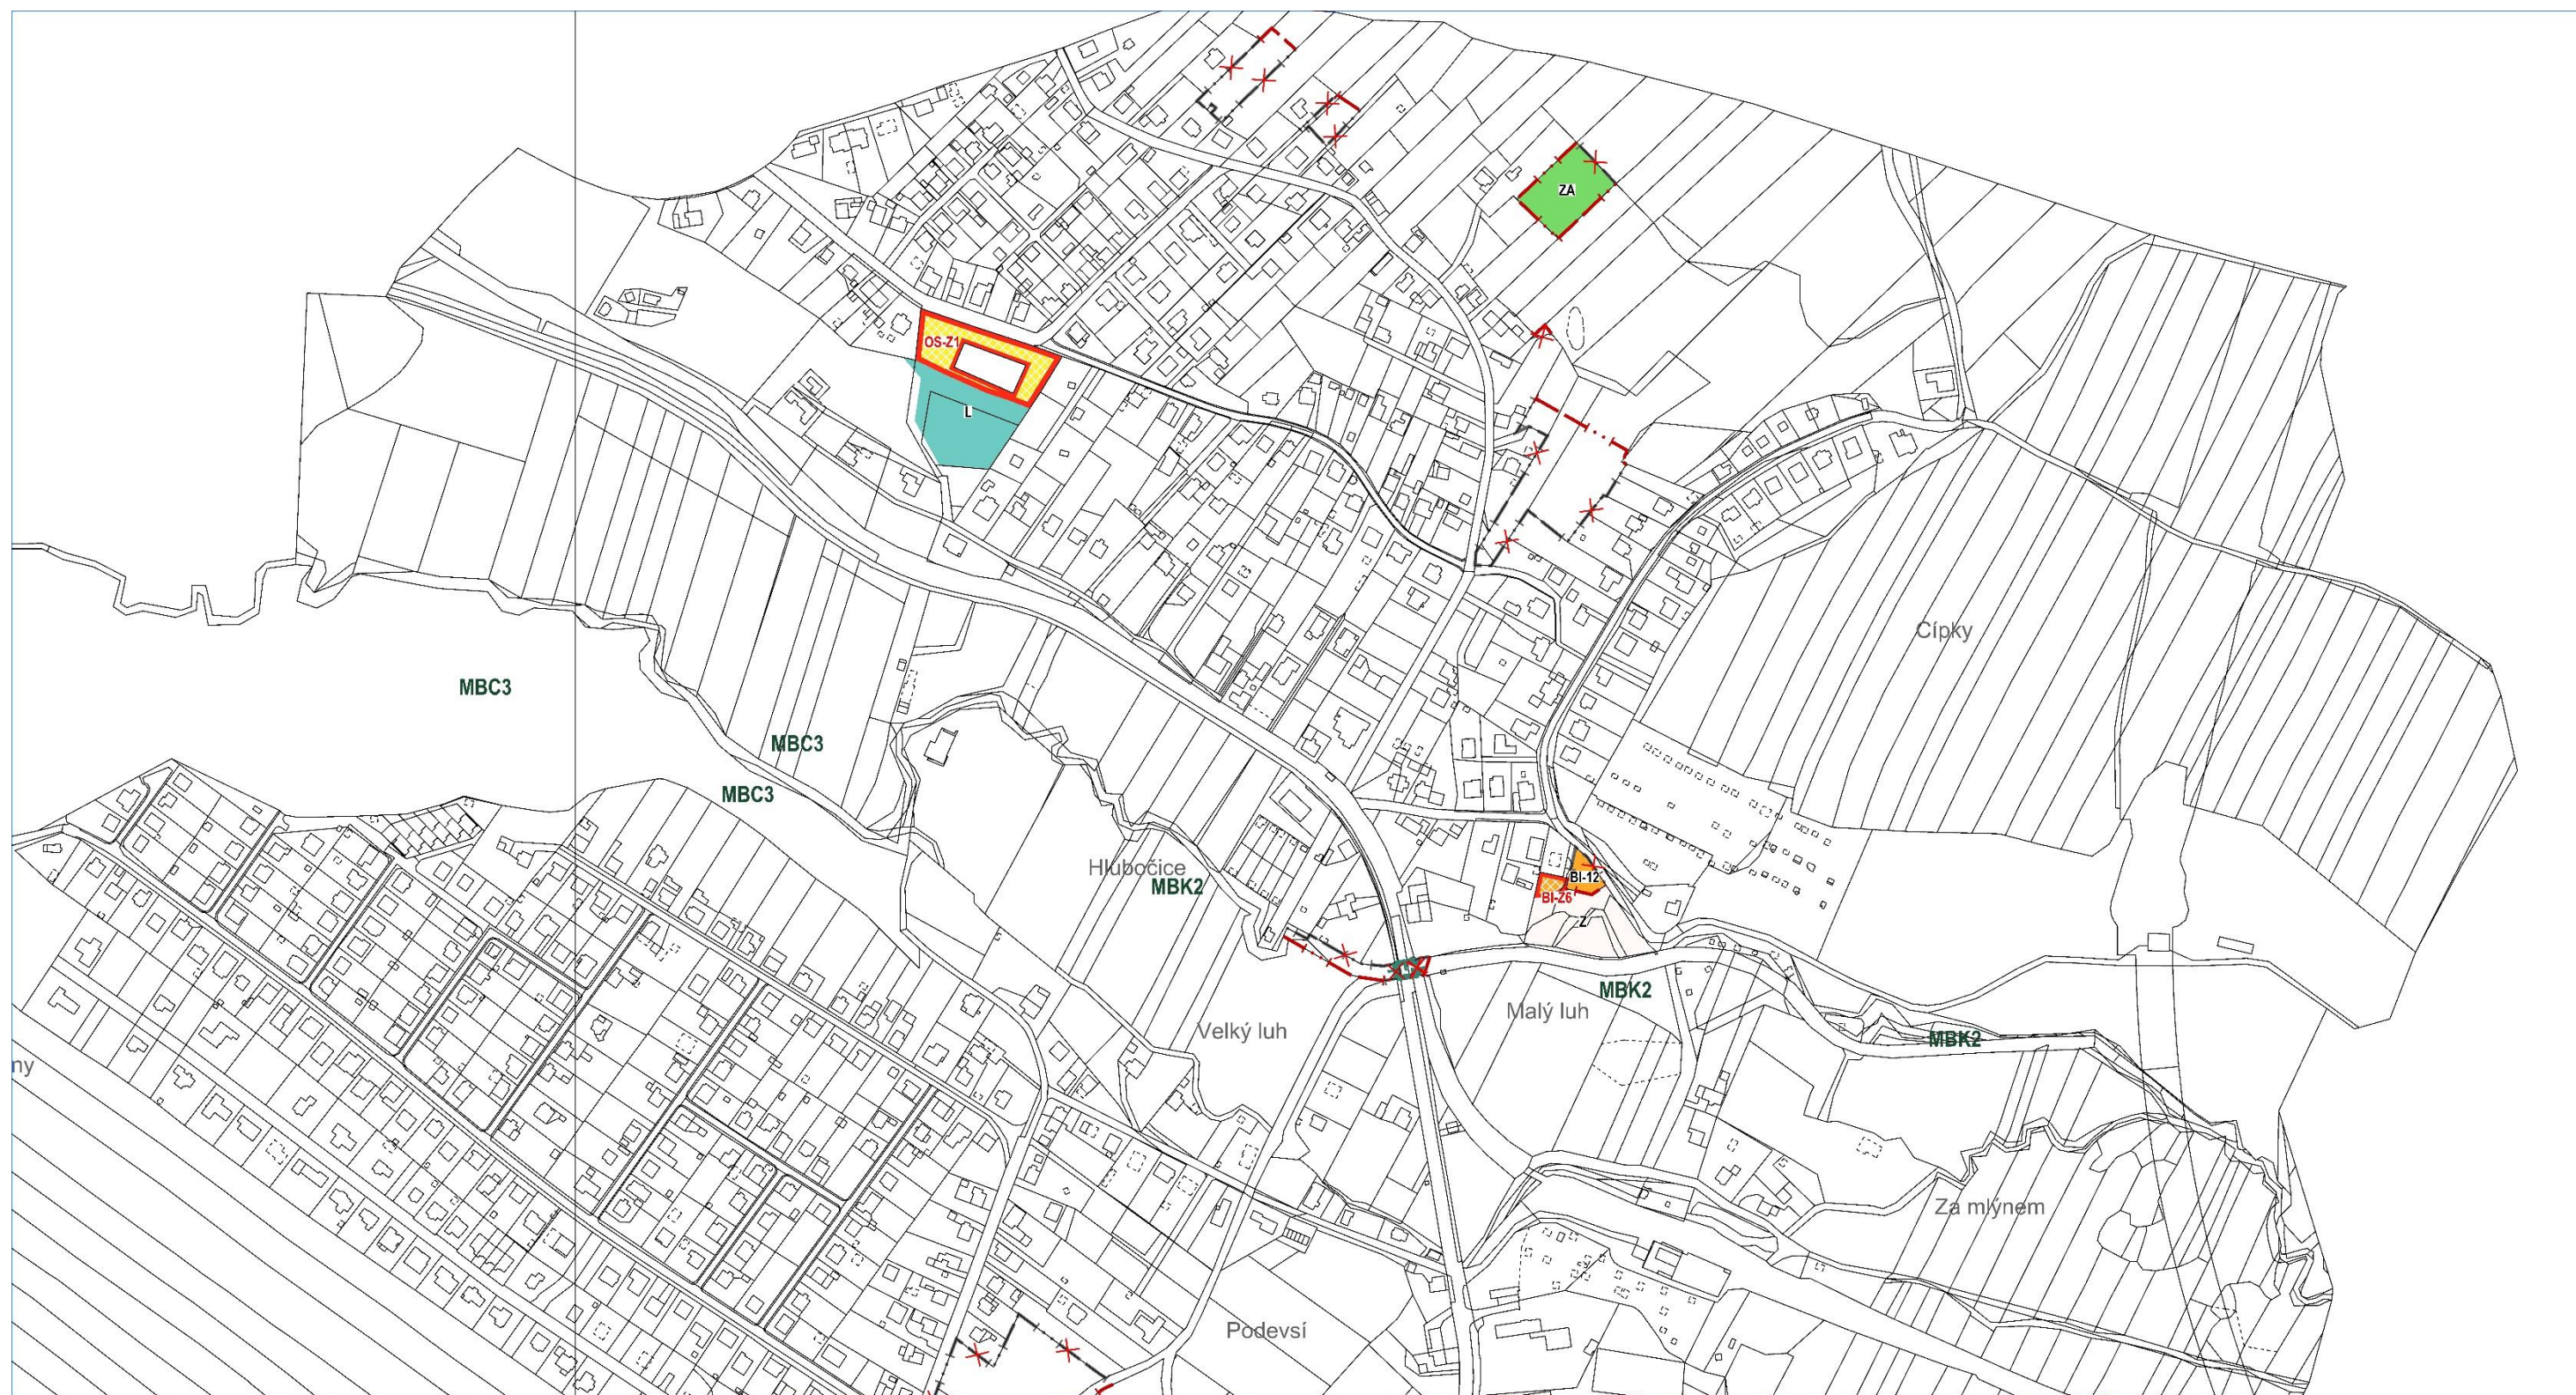 ZA
OS-Z1
L
Cípky
MBC3
MBC3
MBC3
Hlubočice
MBK2
BI-12
BI-Z6
Z
MBK2
Malý luh
Velký luh
MBK2
ny
Za mlýnem
Podevsí